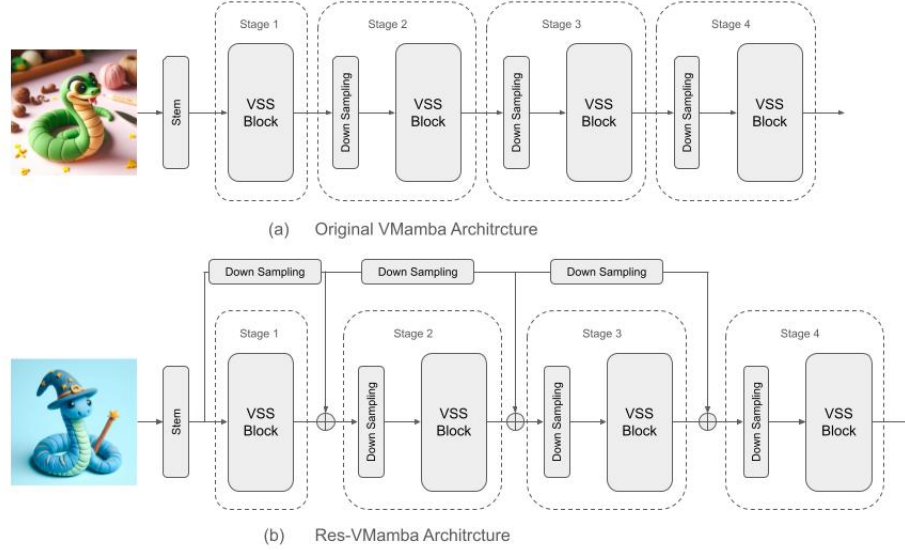 Stage 1
Stage 2
Stage 3
Stage 4
Stem
VSS
Block
Down Sampling
VSS
Block
Down Sampling
VSS
Block
Down Sampling
VSS
Block
(a) Original VMamba Architrcture
Down Sampling
Down Sampling
Down Sampling
Stage 1
Stage 2
Stage 3
Stage 4
Stem
VSS
Block
Down Sampling
VSS
Block
Down Sampling
VSS
Block
Down Sampling
VSS
Block
(b) Res-VMamba Architrcture